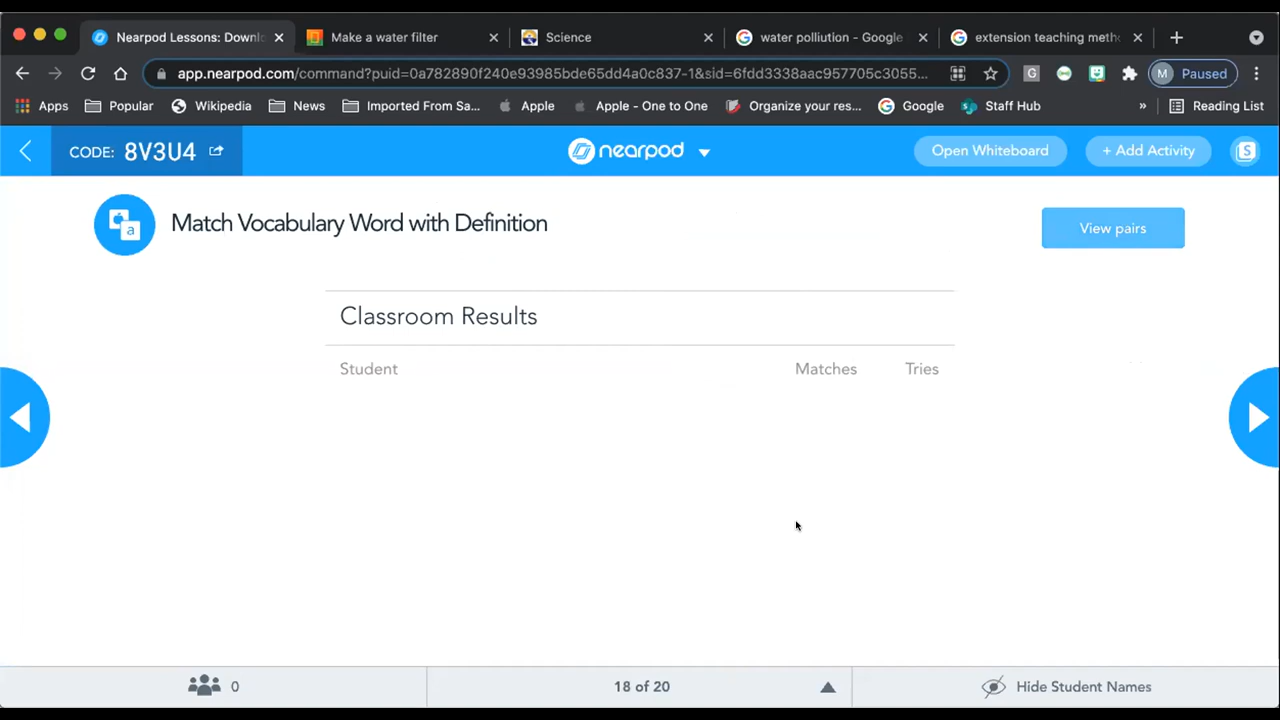 Nearpod Lessons: Downl
Make a water filter
Science
water polliution - Google
extension teaching meth
app.nearpod.com/command?puid=0a782890f240e93985bde65dd4a0c837-1&sid=6fdd3338aac957705c3055...
G
M Paused
Apps
Popular
Wikipedia
News
Imported From Sa...
Apple
Apple - One to One
Organize your res...
Google
Staff Hub
»
Reading List
CODE: 8V3U4
nearpod
Open Whiteboard
+ Add Activity
S
a
Match Vocabulary Word with Definition
View pairs
Classroom Results
Student Matches Tries
0
18 of 20
Hide Student Names